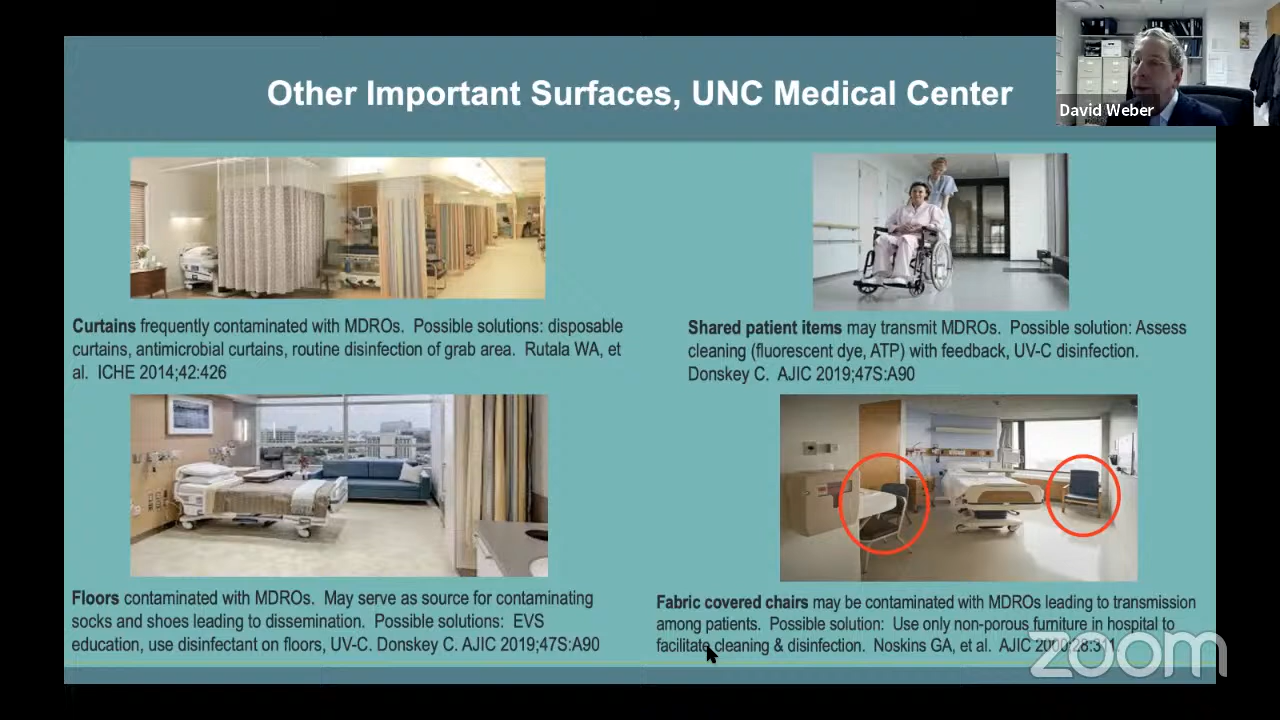 Other Important Surfaces, UNC Medical Center
David Weber
Curtains frequently contaminated with MDROs. Possible solutions: disposable
curtains, antimicrobial curtains, routine disinfection of grab area. Rutala WA, et
al. ICHE 2014;42:426
Shared patient items may transmit MDROs. Possible solution: Assess
cleaning (fluorescent dye, ATP) with feedback, UV-C disinfection.
Donskey C. AJIC 2019;47S:A90
Floors contaminated with MDROs. May serve as source for contaminating
socks and shoes leading to dissemination. Possible solutions: EVS
education, use disinfectant on floors, UV-C. Donskey C. AJIC 2019;47S:A90
Fabric covered chairs may be contaminated with MDROs leading to transmission
among patients. Possible solution: Use only non-porous furniture in hospital to
facilitate cleaning & disinfection. Noskins GA, et al. AJIC 2000;28:311
zoom